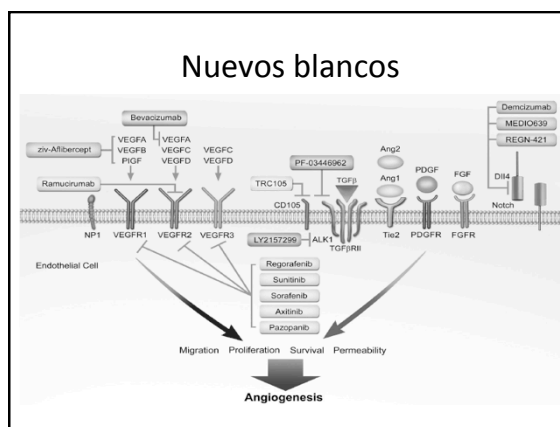 Nuevos blancos
Bevacizumab
ziv-Aflibercept
VEGFA
VEGFB
PlGF
VEGFA
VEGFC
VEGFD
VEGFC
VEGFD
Ramucirumab
NP1
VEGFR1
VEGFR2
VEGFR3
TRC105
CD105
PF-03446962
TGFβ
LY2157299
ALK1
TGFβRII
Ang2
Ang1
Tie2
PDGF
PDGFR
FGF
FGFR
Demcizumab
MEDIO639
REGN-421
Dll4
Notch
Endothelial Cell
Regorafenib
Sunitinib
Sorafenib
Axitinib
Pazopanib
Migration Proliferation Survival Permeability
Angiogenesis